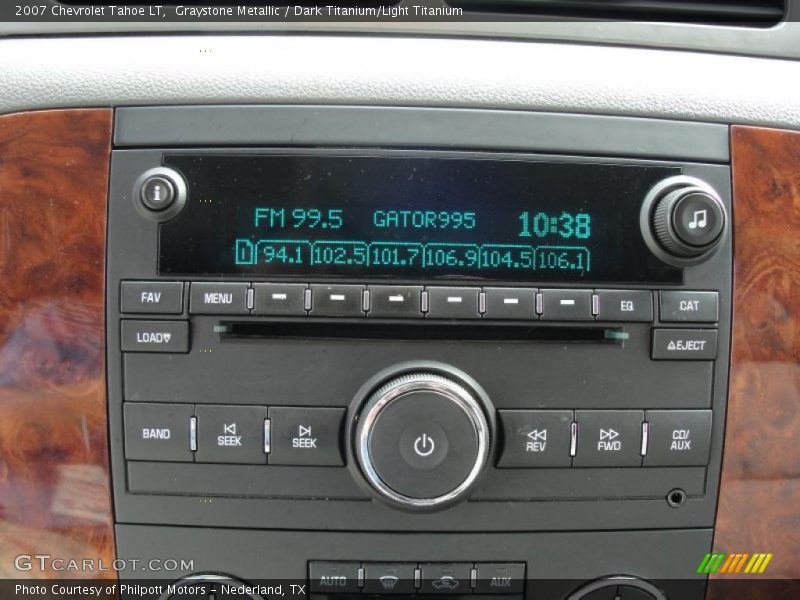 2007 Chevrolet Tahoe LT, Graystone Metallic / Dark Titanium/Light Titanium
i
FM 99.5 GATOR995 10:38
1 94.1 102.5 101.7 106.9 104.5 106.1
FAV MENU EQ CAT
LOAD EJECT
BAND SEEK SEEK REV FWD CD/
AUX
AUTO AUX
GTCARLOT.COM
Photo Courtesy of Philpott Motors - Nederland, TX